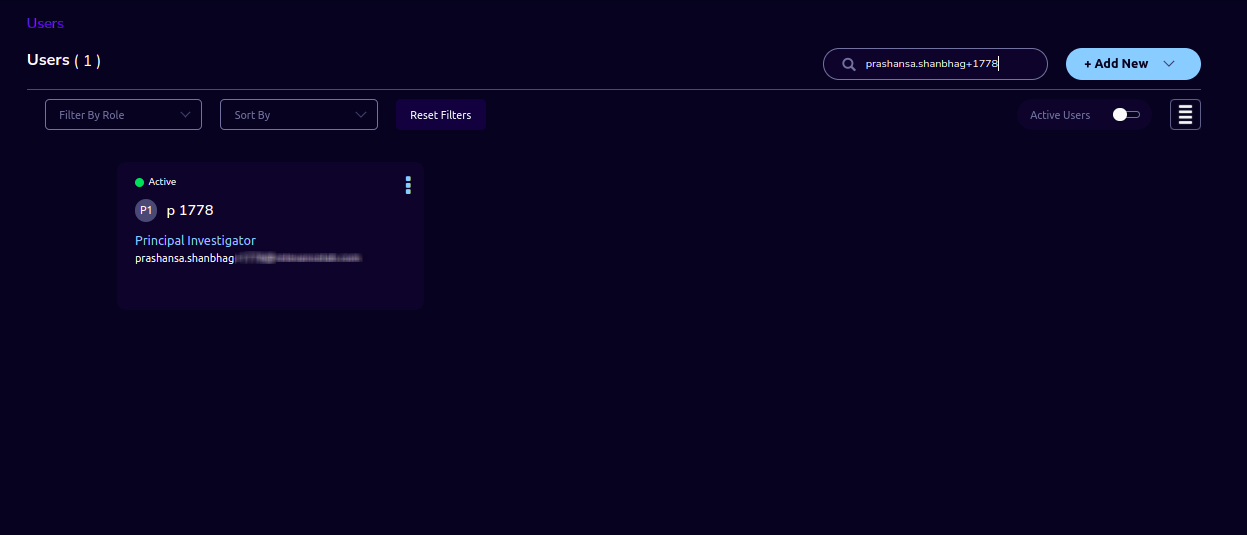 Users
Users ( 1 )
prashansa.shanbhag+1778
+ Add New
Filter By Role
Sort By
Reset Filters
Active Users
Active
P1
p 1778
Principal Investigator
prashansa.shanbhag